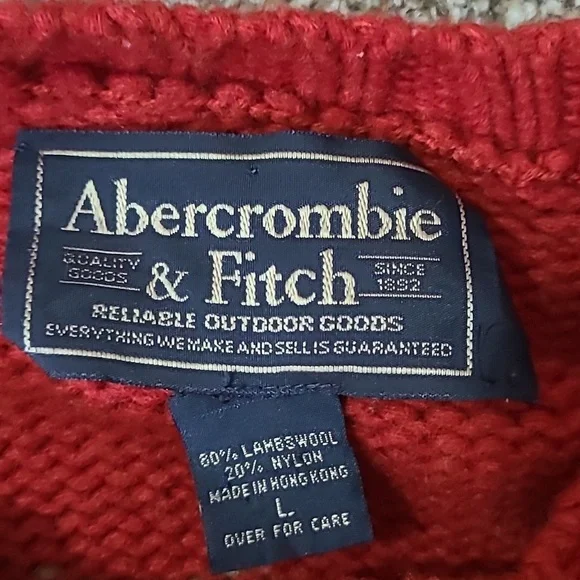 Abercrombie
QUALITY GOODS & Fitch SINCE 1892
RELIABLE OUTDOOR GOODS
EVERYTHING WE MAKE AND SELL IS GUARANTEED
80% LAMBSWOOL
20% NYLON
MADE IN HONG KONG
L
OVER FOR CARE